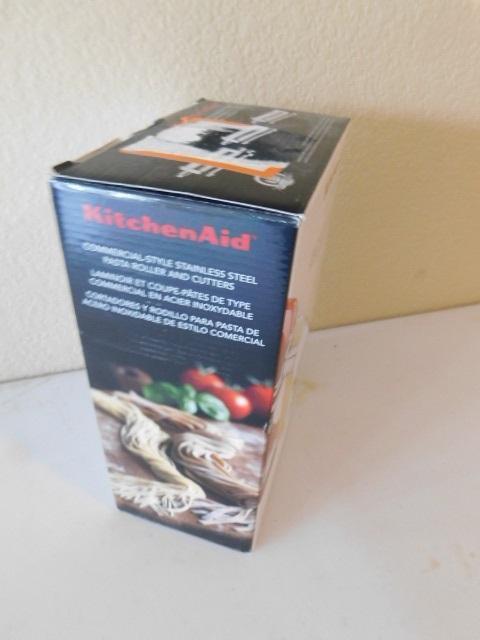 KitchenAid
COMMERCIAL-STYLE STAINLESS STEEL
PASTA ROLLER AND CUTTERS
LAMINOIR ET COUPE-PÂTES DE TYPE
COMMERCIAL EN ACIER INOXYDABLE
CORTADORES Y RODILLO PARA PASTA DE
ACERO INOXIDABLE DE ESTILO COMERCIAL